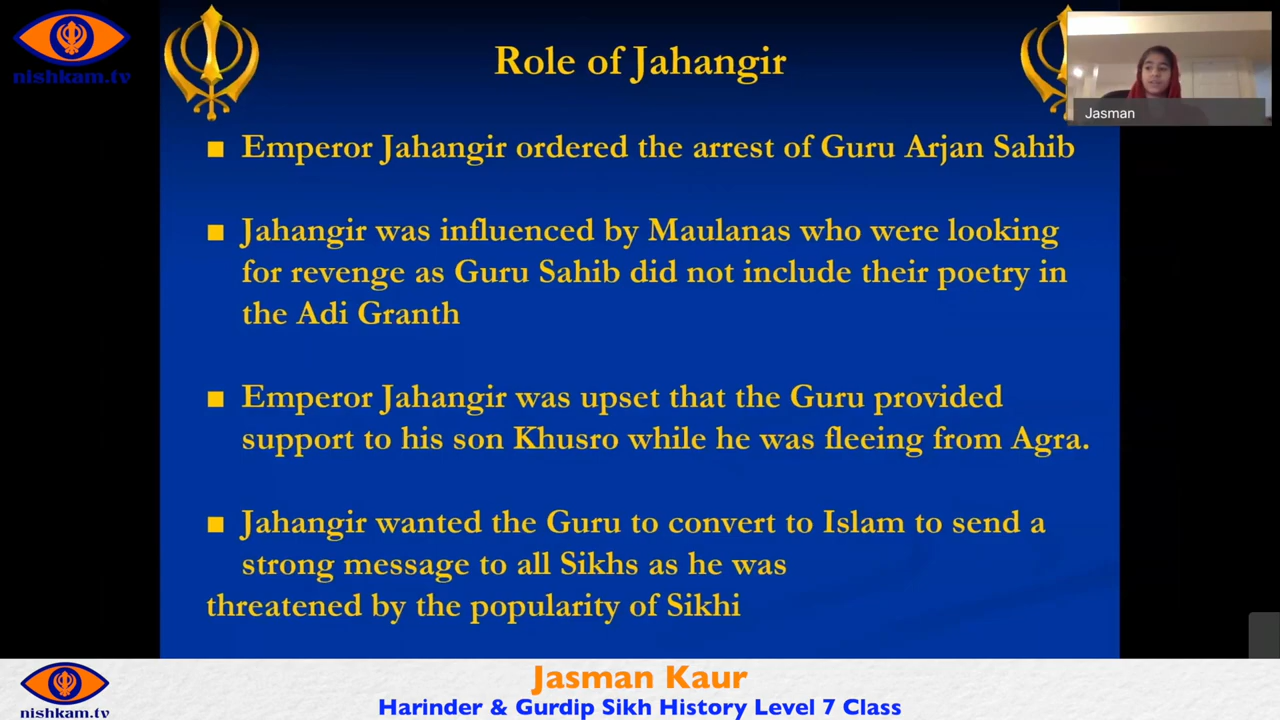 nishkam.tv
Role of Jahangir
Jasman
■ Emperor Jahangir ordered the arrest of Guru Arjan Sahib
■ Jahangir was influenced by Maulanas who were looking
for revenge as Guru Sahib did not include their poetry in
the Adi Granth
■ Emperor Jahangir was upset that the Guru provided
support to his son Khusro while he was fleeing from Agra.
■ Jahangir wanted the Guru to convert to Islam to send a
strong message to all Sikhs as he was
threatened by the popularity of Sikhi
nishkam.tv
Jasman Kaur
Harinder & Gurdip Sikh History Level 7 Class